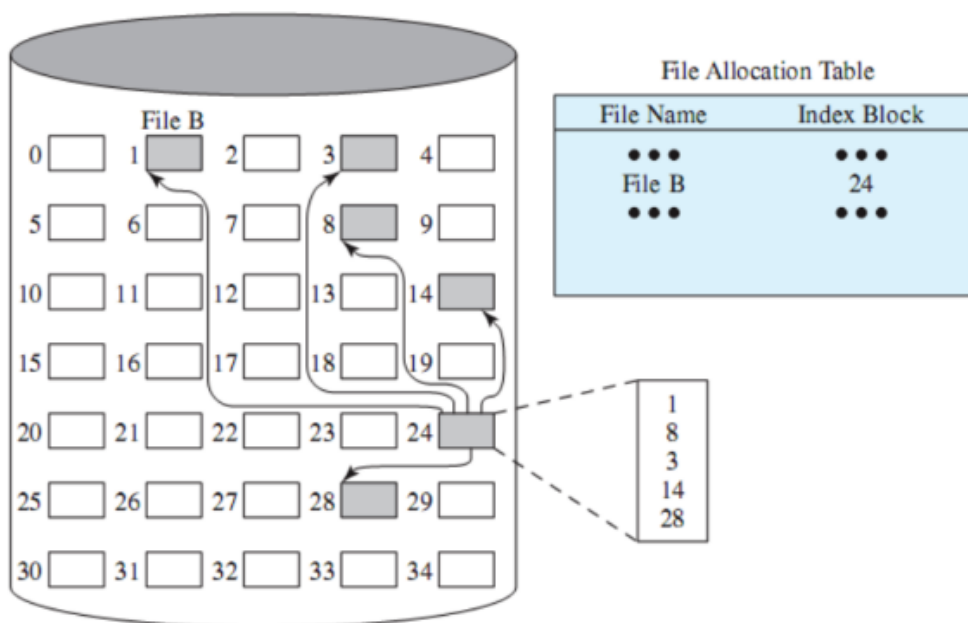 File Allocation Table
File Name Index Block
••• •••
File B 24
••• •••
File B
0 1 2 3 4
5 6 7 8 9
10 11 12 13 14
15 16 17 18 19
20 21 22 23 24
25 26 27 28 29
30 31 32 33 34
1
8
3
14
28